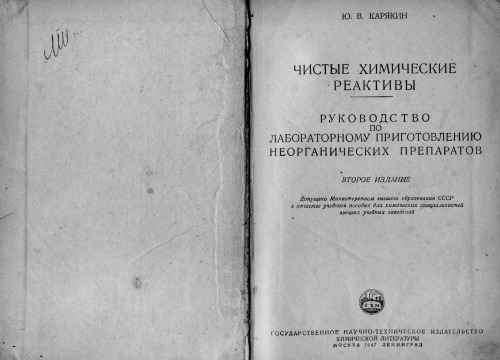 Ю. В. КАРЯКИН
ЧИСТЫЕ ХИМИЧЕСКИЕ
РЕАКТИВЫ
РУКОВОДСТВО
ПО
ЛАБОРАТОРНОМУ ПРИГОТОВЛЕНИЮ
НЕОРГАНИЧЕСКИХ ПРЕПАРАТОВ
ВТОРОЕ ИЗДАНИЕ
Допущено Министерством высшего образования СССР
в качестве учебного пособия для химических специальностей
высших учебных заведений
ГОСУДАРСТВЕННОЕ НАУЧНО-ТЕХНИЧЕСКОЕ ИЗДАТЕЛЬСТВО
ХИМИЧЕСКОЙ ЛИТЕРАТУРЫ
МОСКВА 1947 ЛЕНИНГРАД